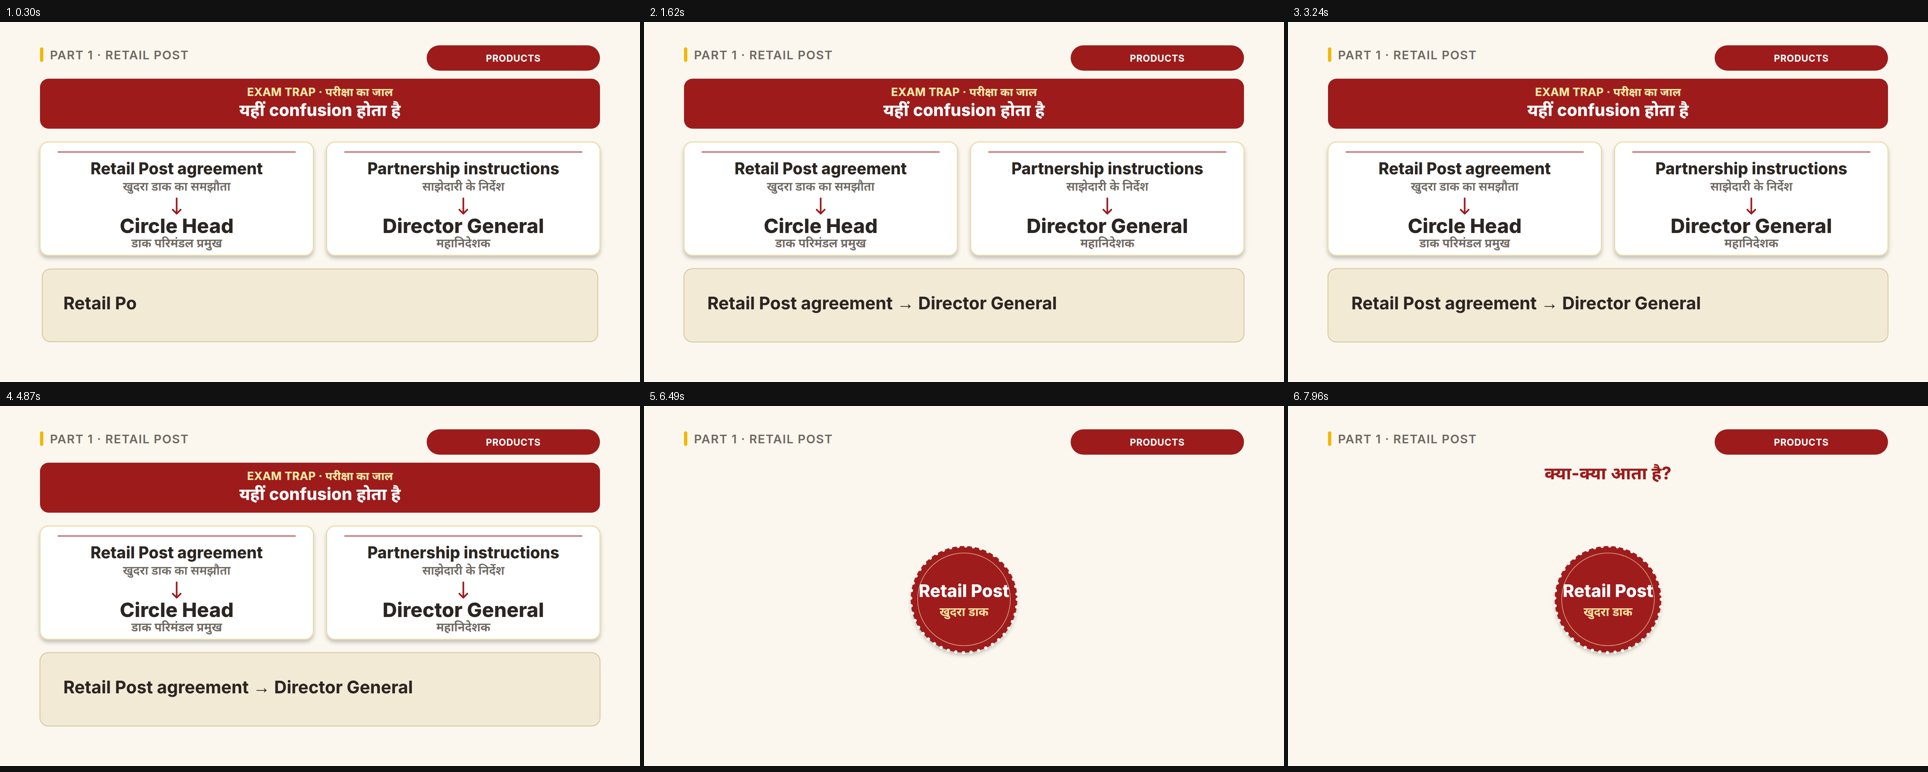 1. 0.30s
PART 1 · RETAIL POST
PRODUCTS
EXAM TRAP · परीक्षा का जाल
यहीं confusion होता है
Retail Post agreement
खुदरा डाक का समझौता
↓
Circle Head
डाक परिमंडल प्रमुख
Partnership instructions
साझेदारी के निर्देश
↓
Director General
महानिदेशक
Retail Po
2. 1.62s
PART 1 · RETAIL POST
PRODUCTS
EXAM TRAP · परीक्षा का जाल
यहीं confusion होता है
Retail Post agreement
खुदरा डाक का समझौता
↓
Circle Head
डाक परिमंडल प्रमुख
Partnership instructions
साझेदारी के निर्देश
↓
Director General
महानिदेशक
Retail Post agreement → Director General
3. 3.24s
PART 1 · RETAIL POST
PRODUCTS
EXAM TRAP · परीक्षा का जाल
यहीं confusion होता है
Retail Post agreement
खुदरा डाक का समझौता
↓
Circle Head
डाक परिमंडल प्रमुख
Partnership instructions
साझेदारी के निर्देश
↓
Director General
महानिदेशक
Retail Post agreement → Director General
4. 4.87s
PART 1 · RETAIL POST
PRODUCTS
EXAM TRAP · परीक्षा का जाल
यहीं confusion होता है
Retail Post agreement
खुदरा डाक का समझौता
↓
Circle Head
डाक परिमंडल प्रमुख
Partnership instructions
साझेदारी के निर्देश
↓
Director General
महानिदेशक
Retail Post agreement → Director General
5. 6.49s
PART 1 · RETAIL POST
PRODUCTS
Retail Post
खुदरा डाक
6. 7.96s
PART 1 · RETAIL POST
PRODUCTS
क्या-क्या आता है?
Retail Post
खुदरा डाक